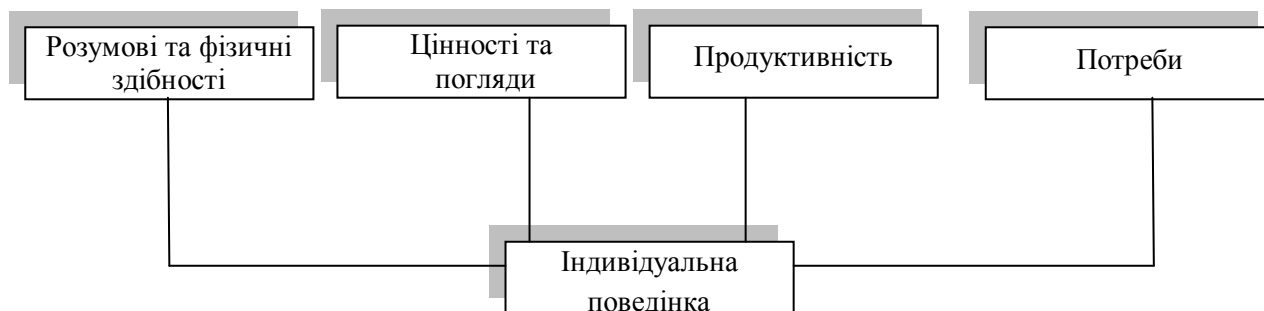 Розумові та фізичні
здібності
Цінності та
погляди
Продуктивність
Потреби
Індивідуальна
поведінка